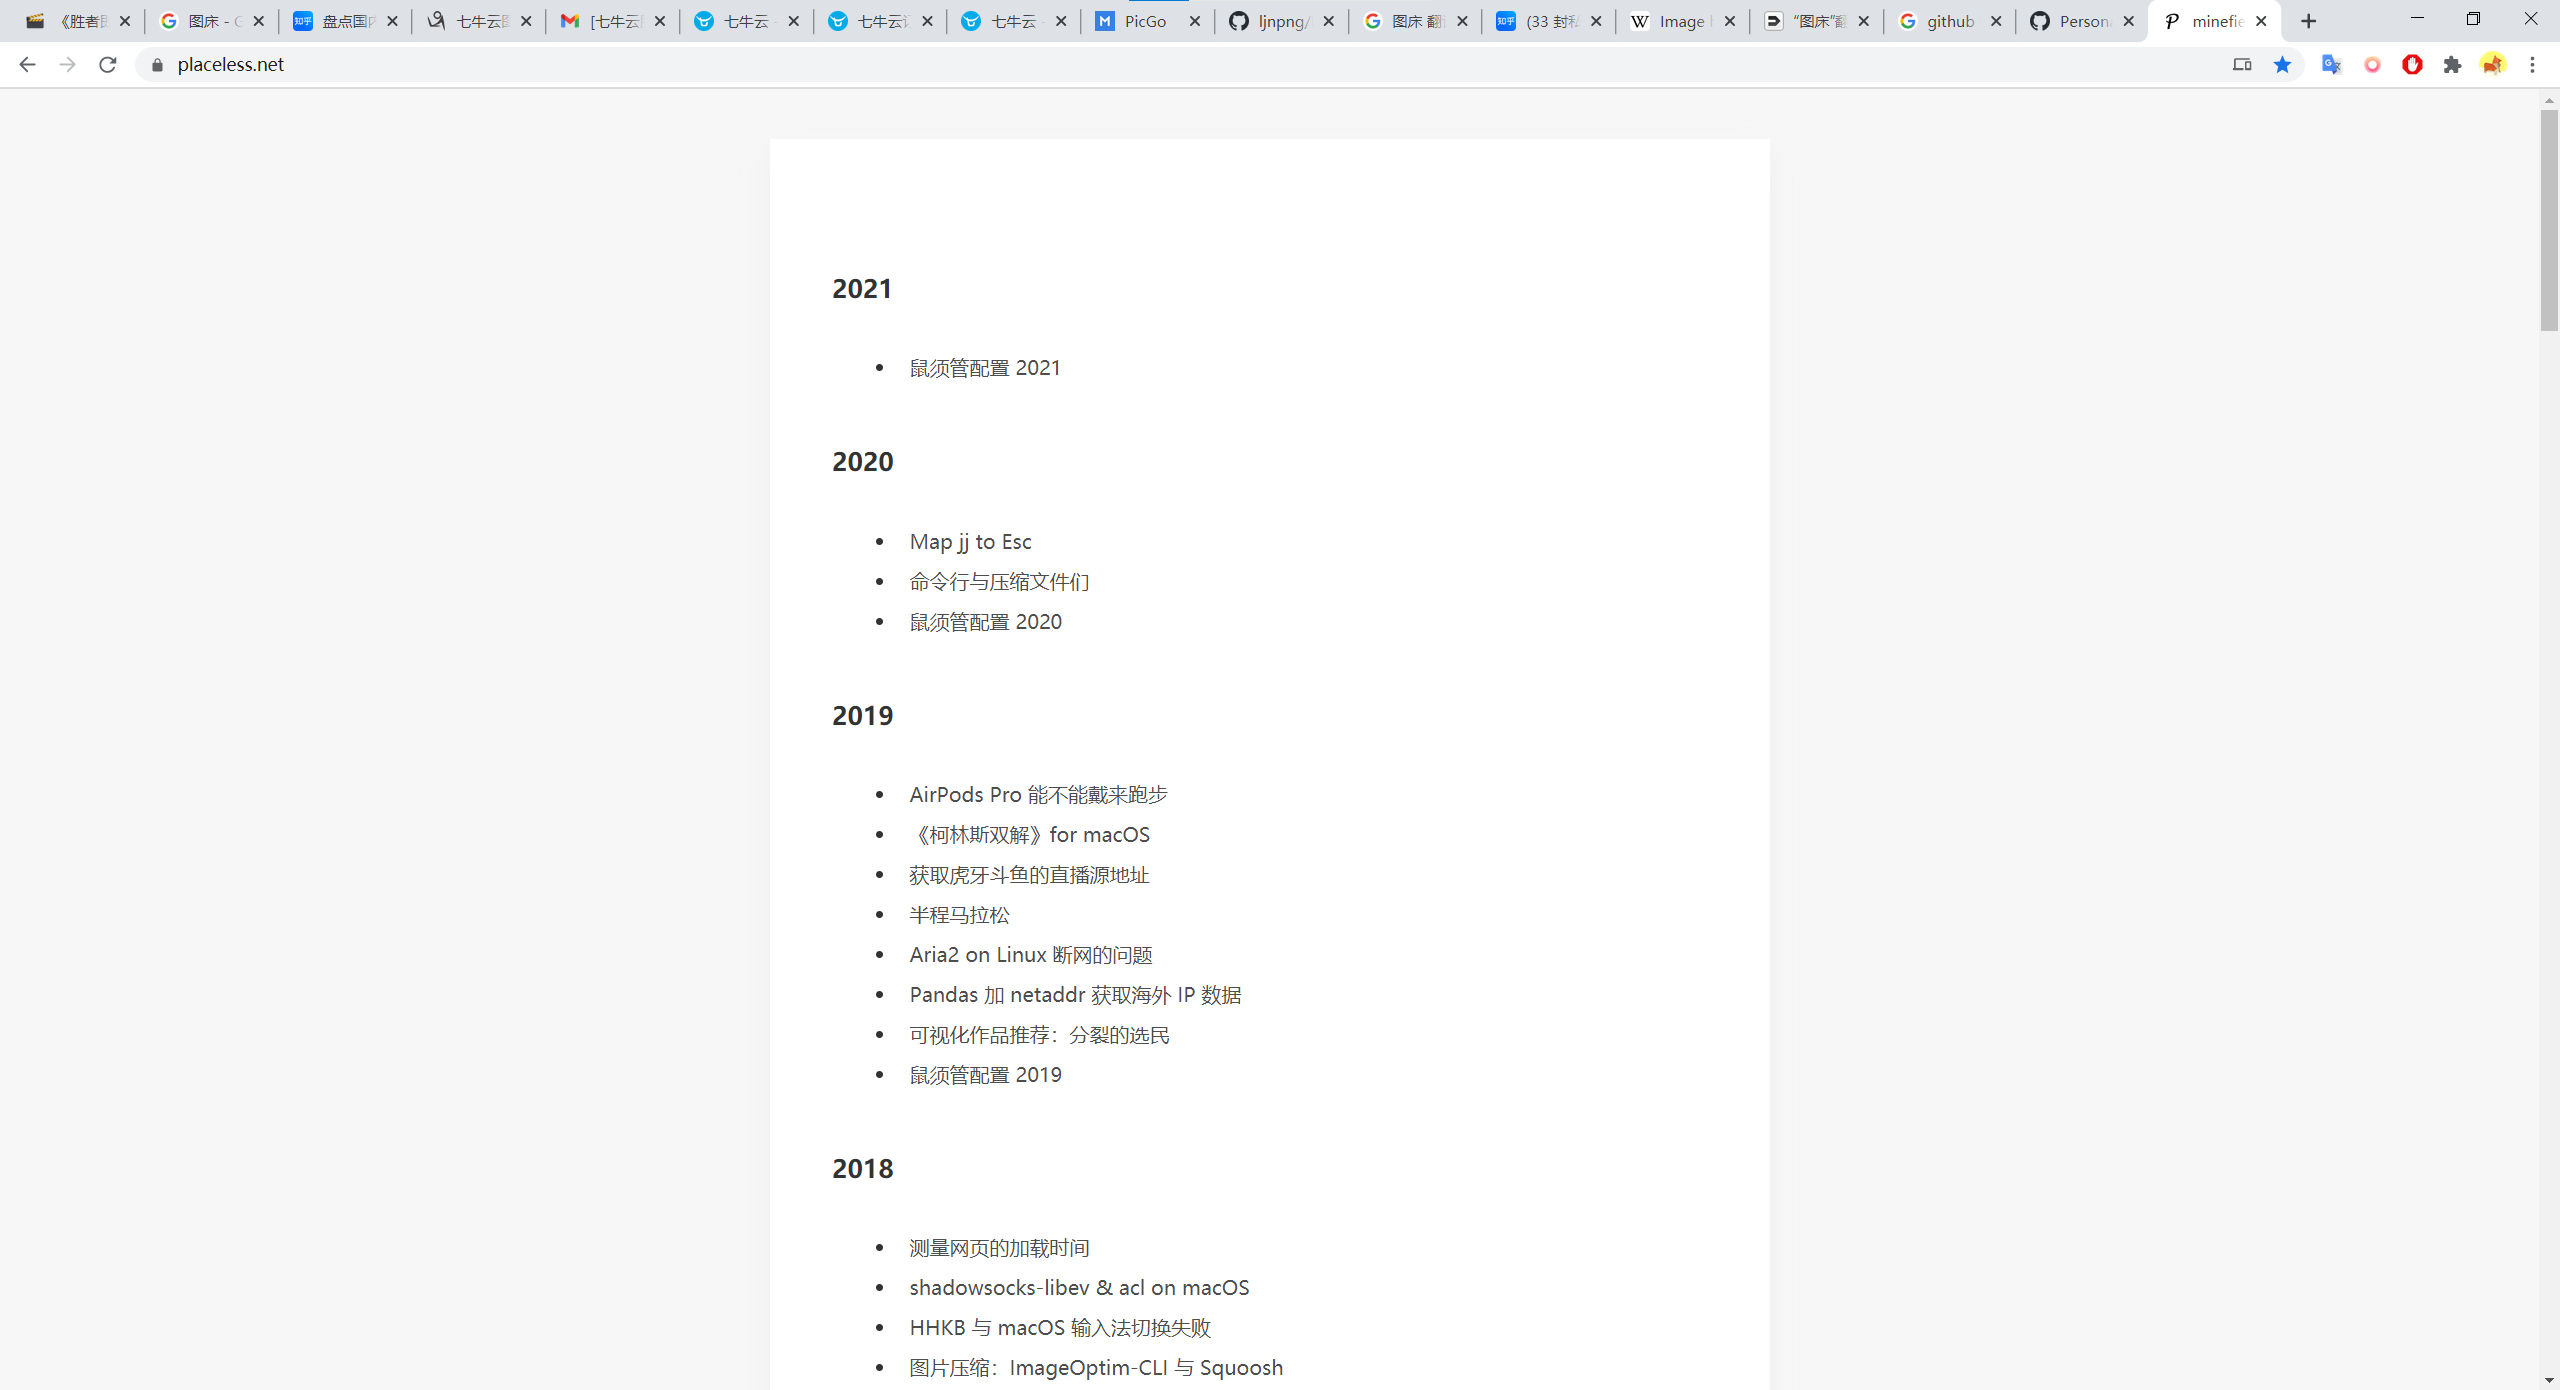 《胜者即
图床 - G
盘点国内
七牛云图
[七牛云
七牛云 -
七牛云
七牛云 -
PicGo
ljnpng/
图床 翻译
(33 封私
Image h
“图床”翻
github
Persona
minefie
placeless.net
2021
鼠须管配置 2021
2020
Map jj to Esc
命令行与压缩文件们
鼠须管配置 2020
2019
AirPods Pro 能不能戴来跑步
《柯林斯双解》for macOS
获取虎牙斗鱼的直播源地址
半程马拉松
Aria2 on Linux 断网的问题
Pandas 加 netaddr 获取海外 IP 数据
可视化作品推荐：分裂的选民
鼠须管配置 2019
2018
测量网页的加载时间
shadowsocks-libev & acl on macOS
HHKB 与 macOS 输入法切换失败
图片压缩：ImageOptim-CLI 与 Squoosh